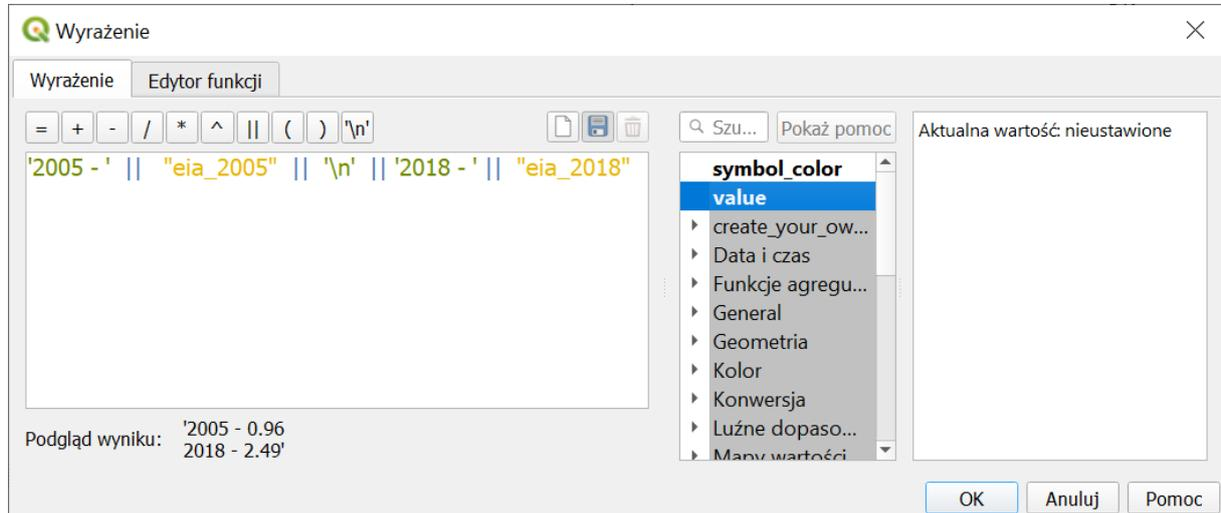 Wyrażenie
Wyrażenie Edytor funkcji
= + - / * ^ || ( ) '\n'
'2005 - ' || "eia_2005" || '\n' || '2018 - ' || "eia_2018"
Podgląd wyniku: '2005 - 0.96
2018 - 2.49'
Szu... Pokaż pomoc
symbol_color
value
create_your_ow...
Data i czas
Funkcje agregu...
General
Geometria
Kolor
Konwersja
Luźne dopaso...
Mapy wartości
Aktualna wartość: nieustawione
OK Anuluj Pomoc